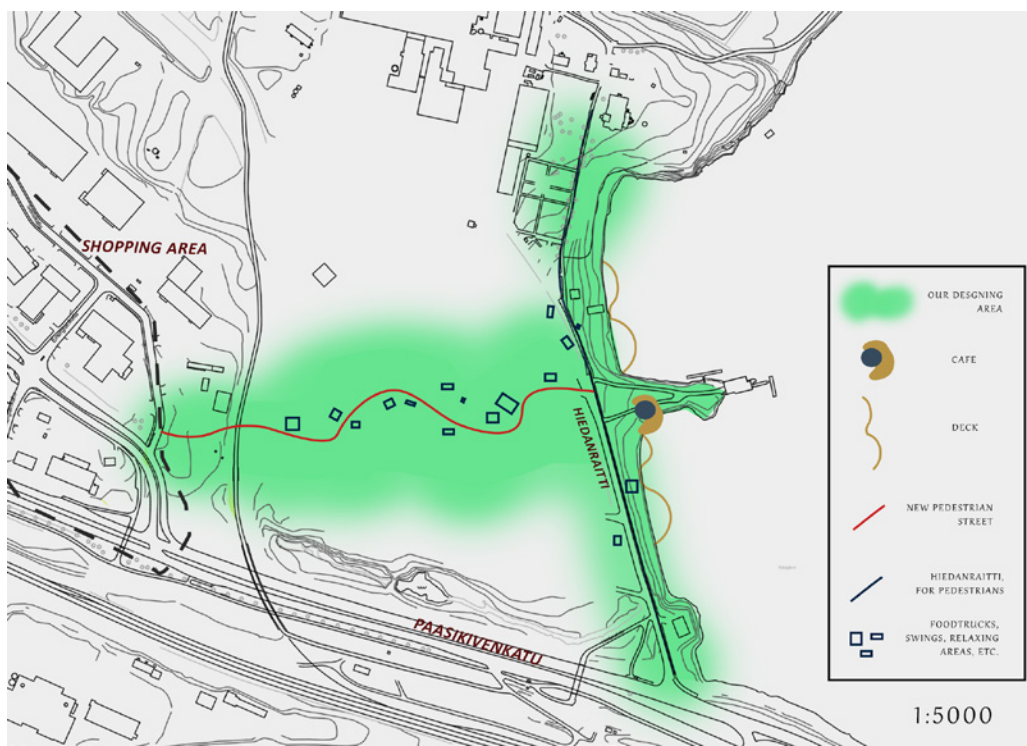 SHOPPING AREA
HIEDANRAITTI
PAASIKIVENKATU
OUR DESGNING
AREA
CAFE
DECK
NEW PEDESTRIAN
STREET
HIEDANRAITTI,
FOR PEDESTRIANS
FOODTRUCKS,
SWINGS, RELAXING
AREAS, ETC.
1:5000